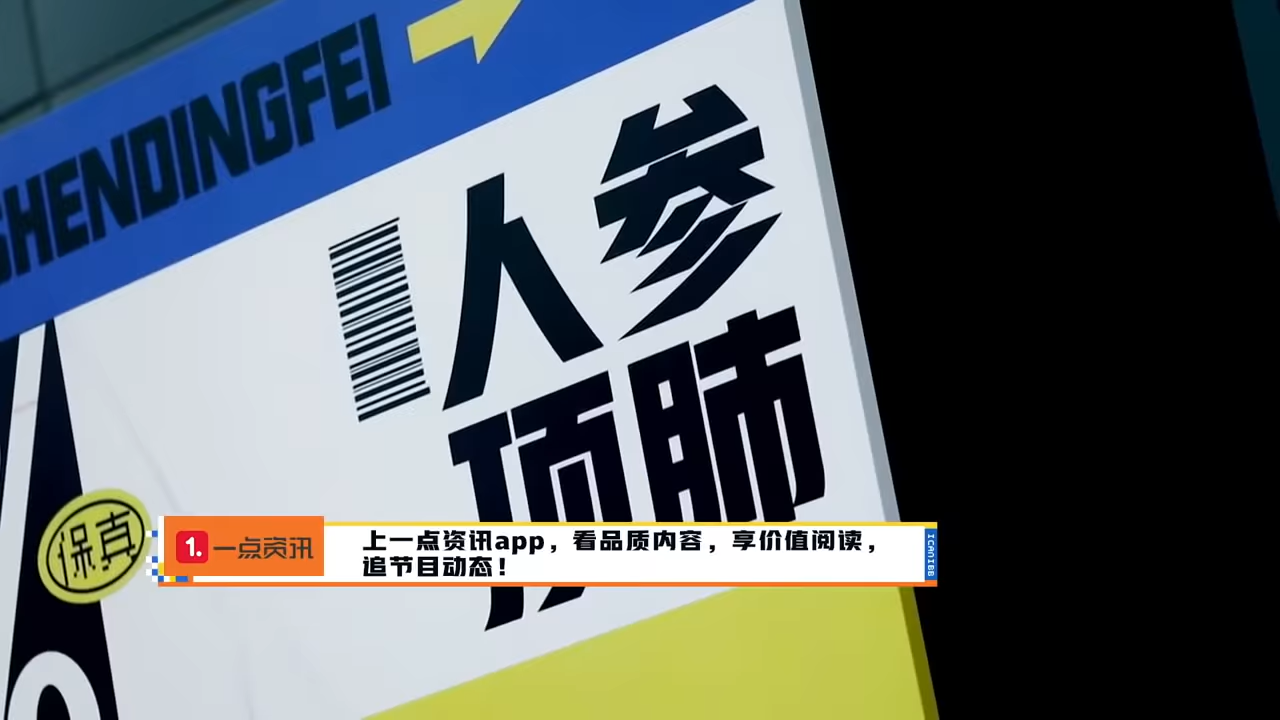 SHENDINGFEI
人参
顶肺
保真
1. 一点资讯
上一点资讯app，看品质内容，享价值阅读，
追节目动态！
ICANIBB